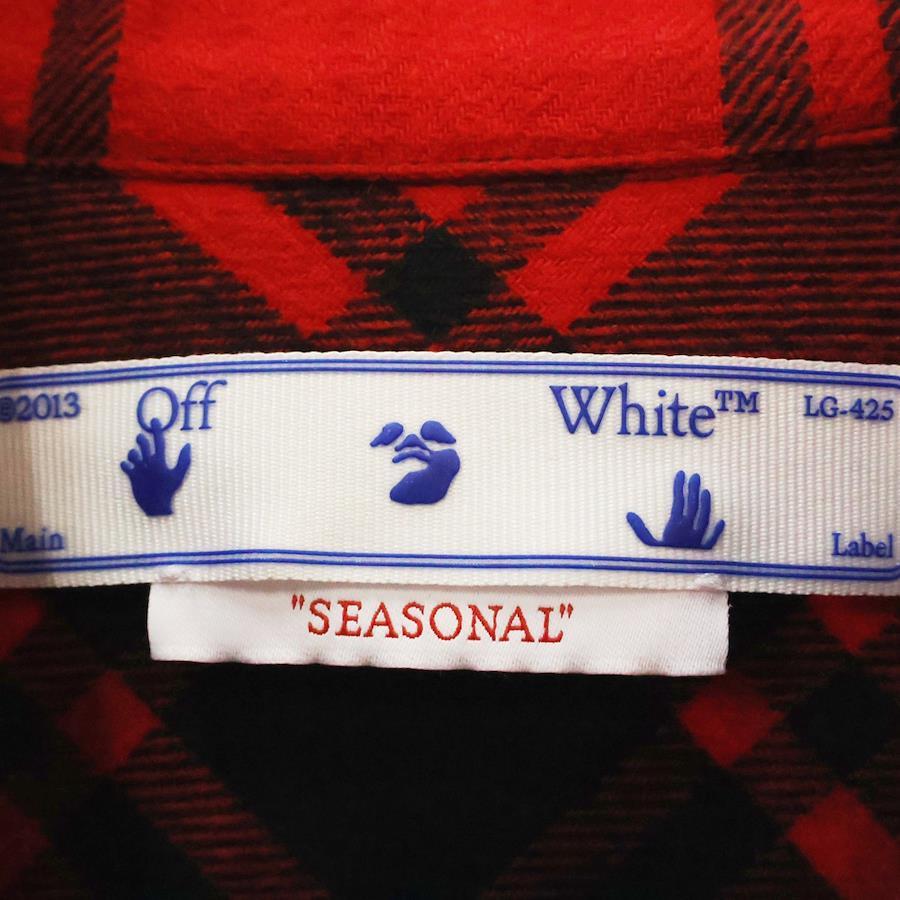 ©2013 Off White™ LG-425
Main Label
"SEASONAL"